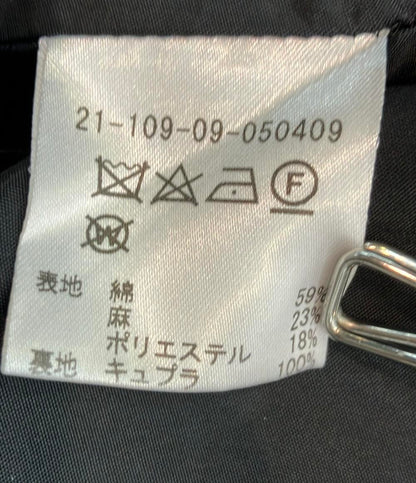 21-109-09-050409
F
W
表地 綿 59%
麻 23%
ポリエステル 18%
裏地 キュプラ 100%